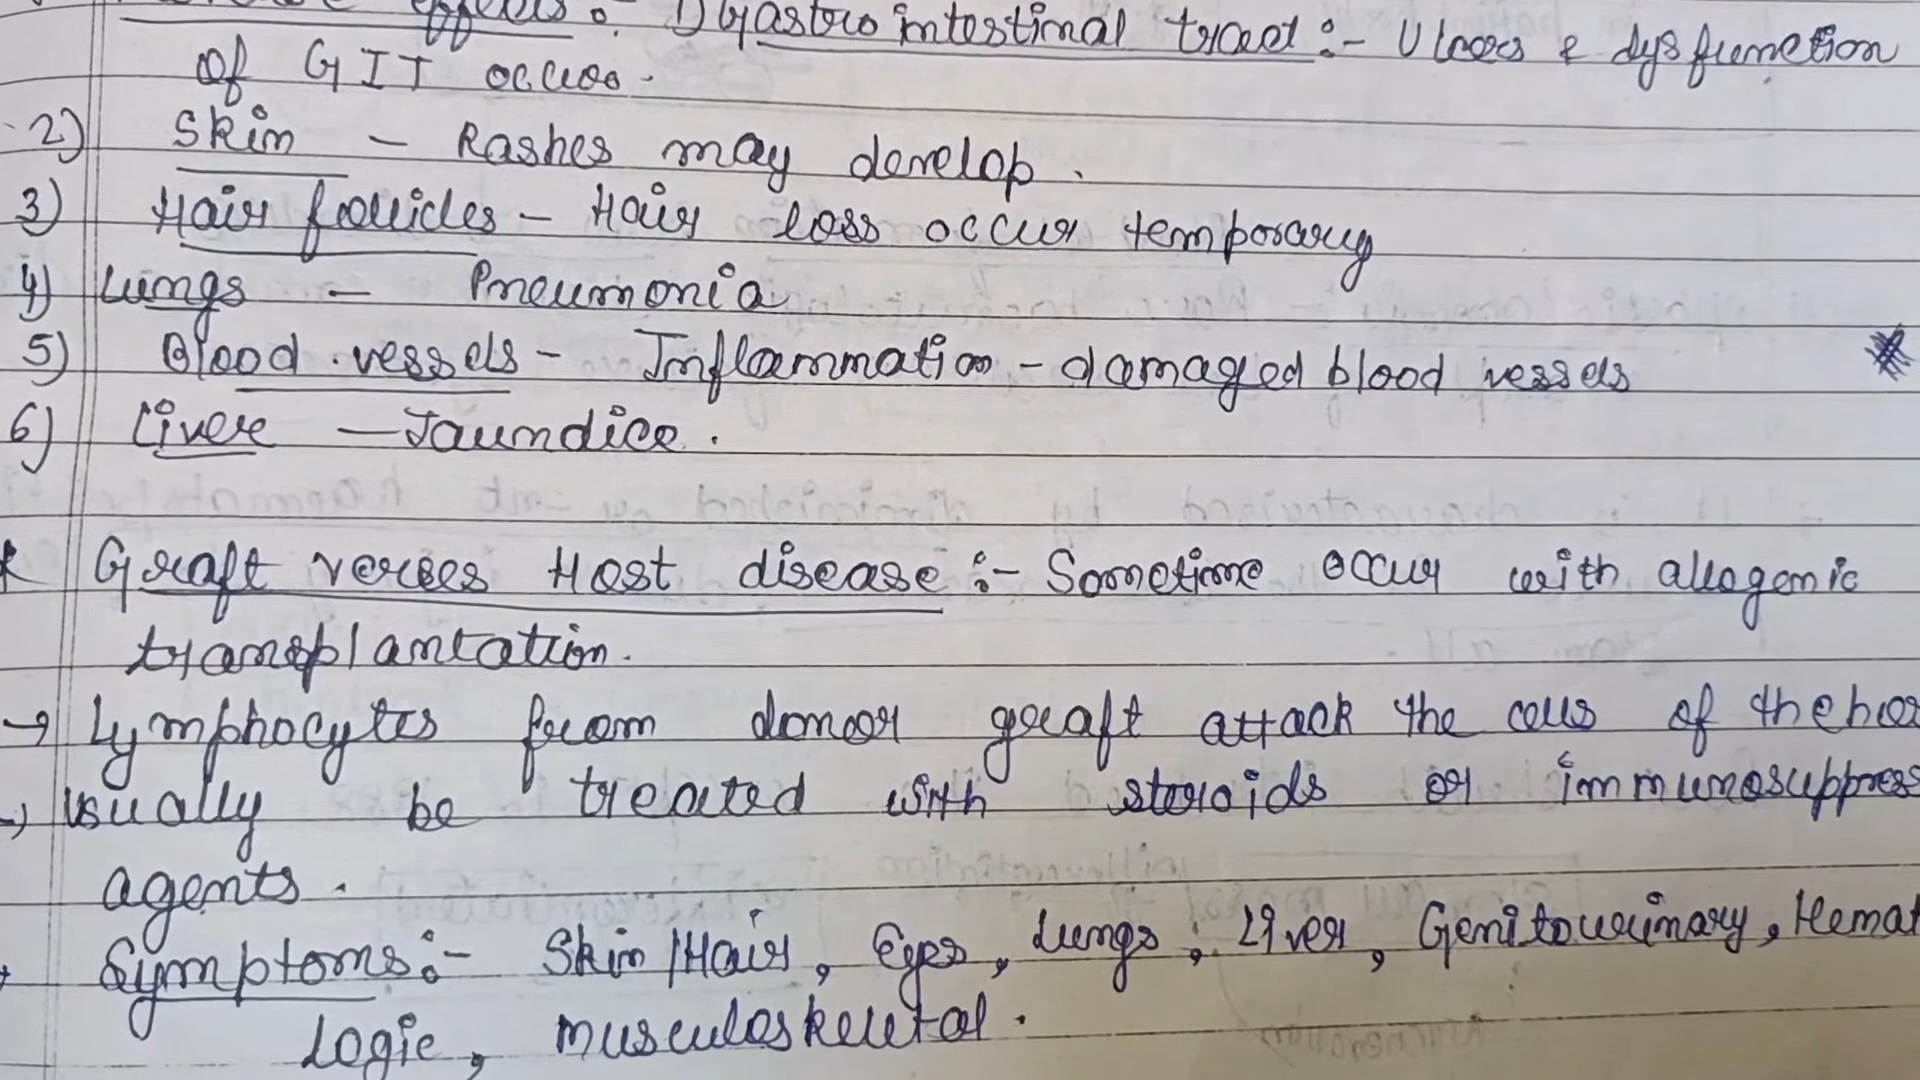 effects : 1) Gastro intestinal tract :- Ulcers & dysfunction
of GIT occurs.
2) Skin - Rashes may develop.
3) Hair follicles - Hair loss occur temporary
4) Lungs - Pneumonia
5) Blood vessels - Inflammation - damaged blood vessels
6) Liver - Jaundice.
Graft verses Host disease :- Sometime occur with allogenic
transplantation.
→ Lymphocytes from donor graft attack the cells of the hos
→ Usually be treated with steroids or immunosuppress
agents.
Symptoms :- Skin/Hair, Eyes, Lungs, Liver, Genitourinary, Hemat
Logic, musculoskeletal.